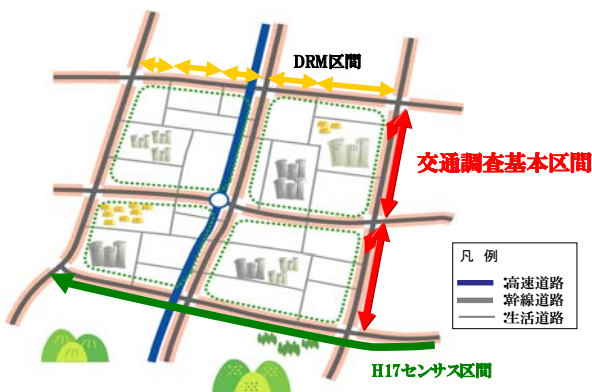 DRM区間
交通調査基本区間
凡 例
:高速道路
:幹線道路
:生活道路
H17センサス区間